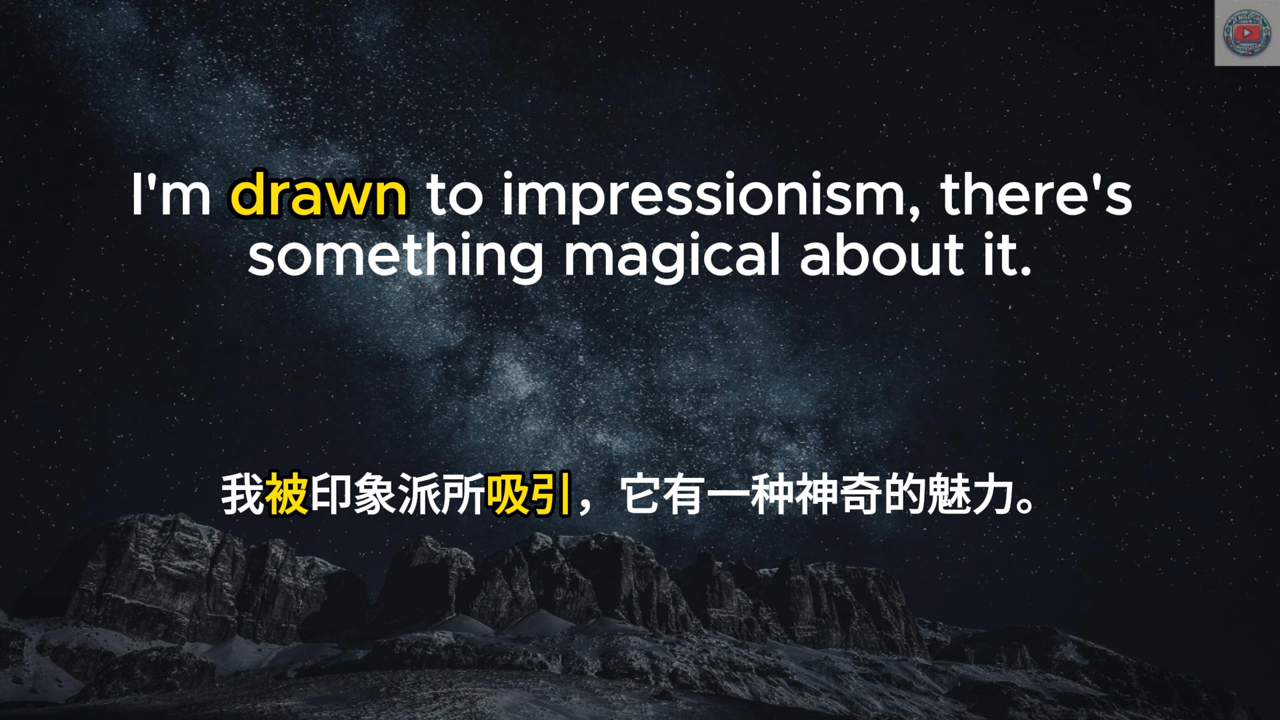 I'm drawn to impressionism, there's
something magical about it.
我被印象派所吸引，它有一种神奇的魅力。